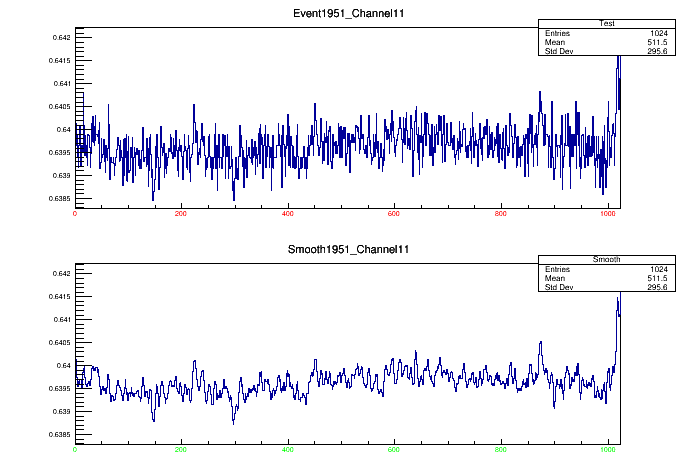 Event1951_Channel11
Test
Entries 1024
Mean 511.5
Std Dev 295.6
0.642
0.6415
0.641
0.6405
0.64
0.6395
0.639
0.6385
0 200 400 600 800 1000
Smooth1951_Channel11
Smooth
Entries 1024
Mean 511.5
Std Dev 295.6
0.642
0.6415
0.641
0.6405
0.64
0.6395
0.639
0.6385
0 200 400 600 800 1000